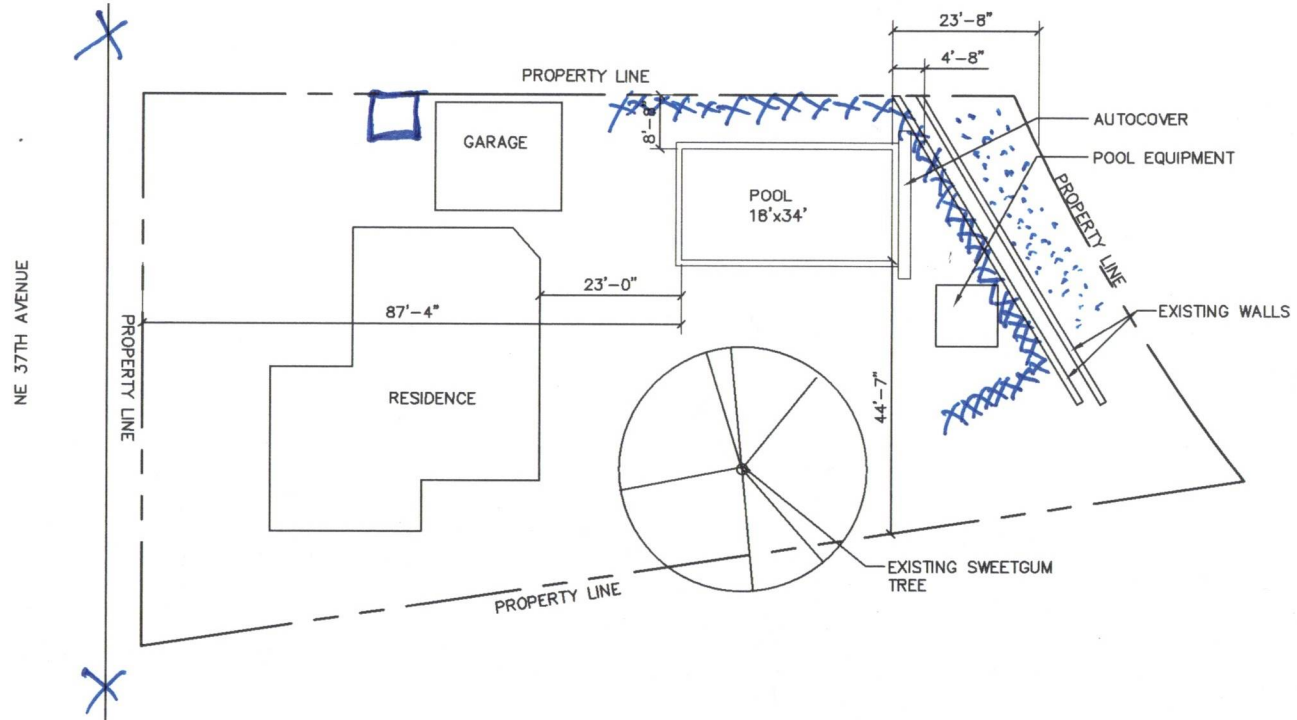 23'-8"
4'-8"
PROPERTY LINE
8'-8"
AUTOCOVER
GARAGE
POOL EQUIPMENT
POOL
18'x34'
PROPERTY LINE
NE 37TH AVENUE
23'-0"
87'-4"
EXISTING WALLS
PROPERTY LINE
RESIDENCE
44'-7"
EXISTING SWEETGUM
TREE
PROPERTY LINE